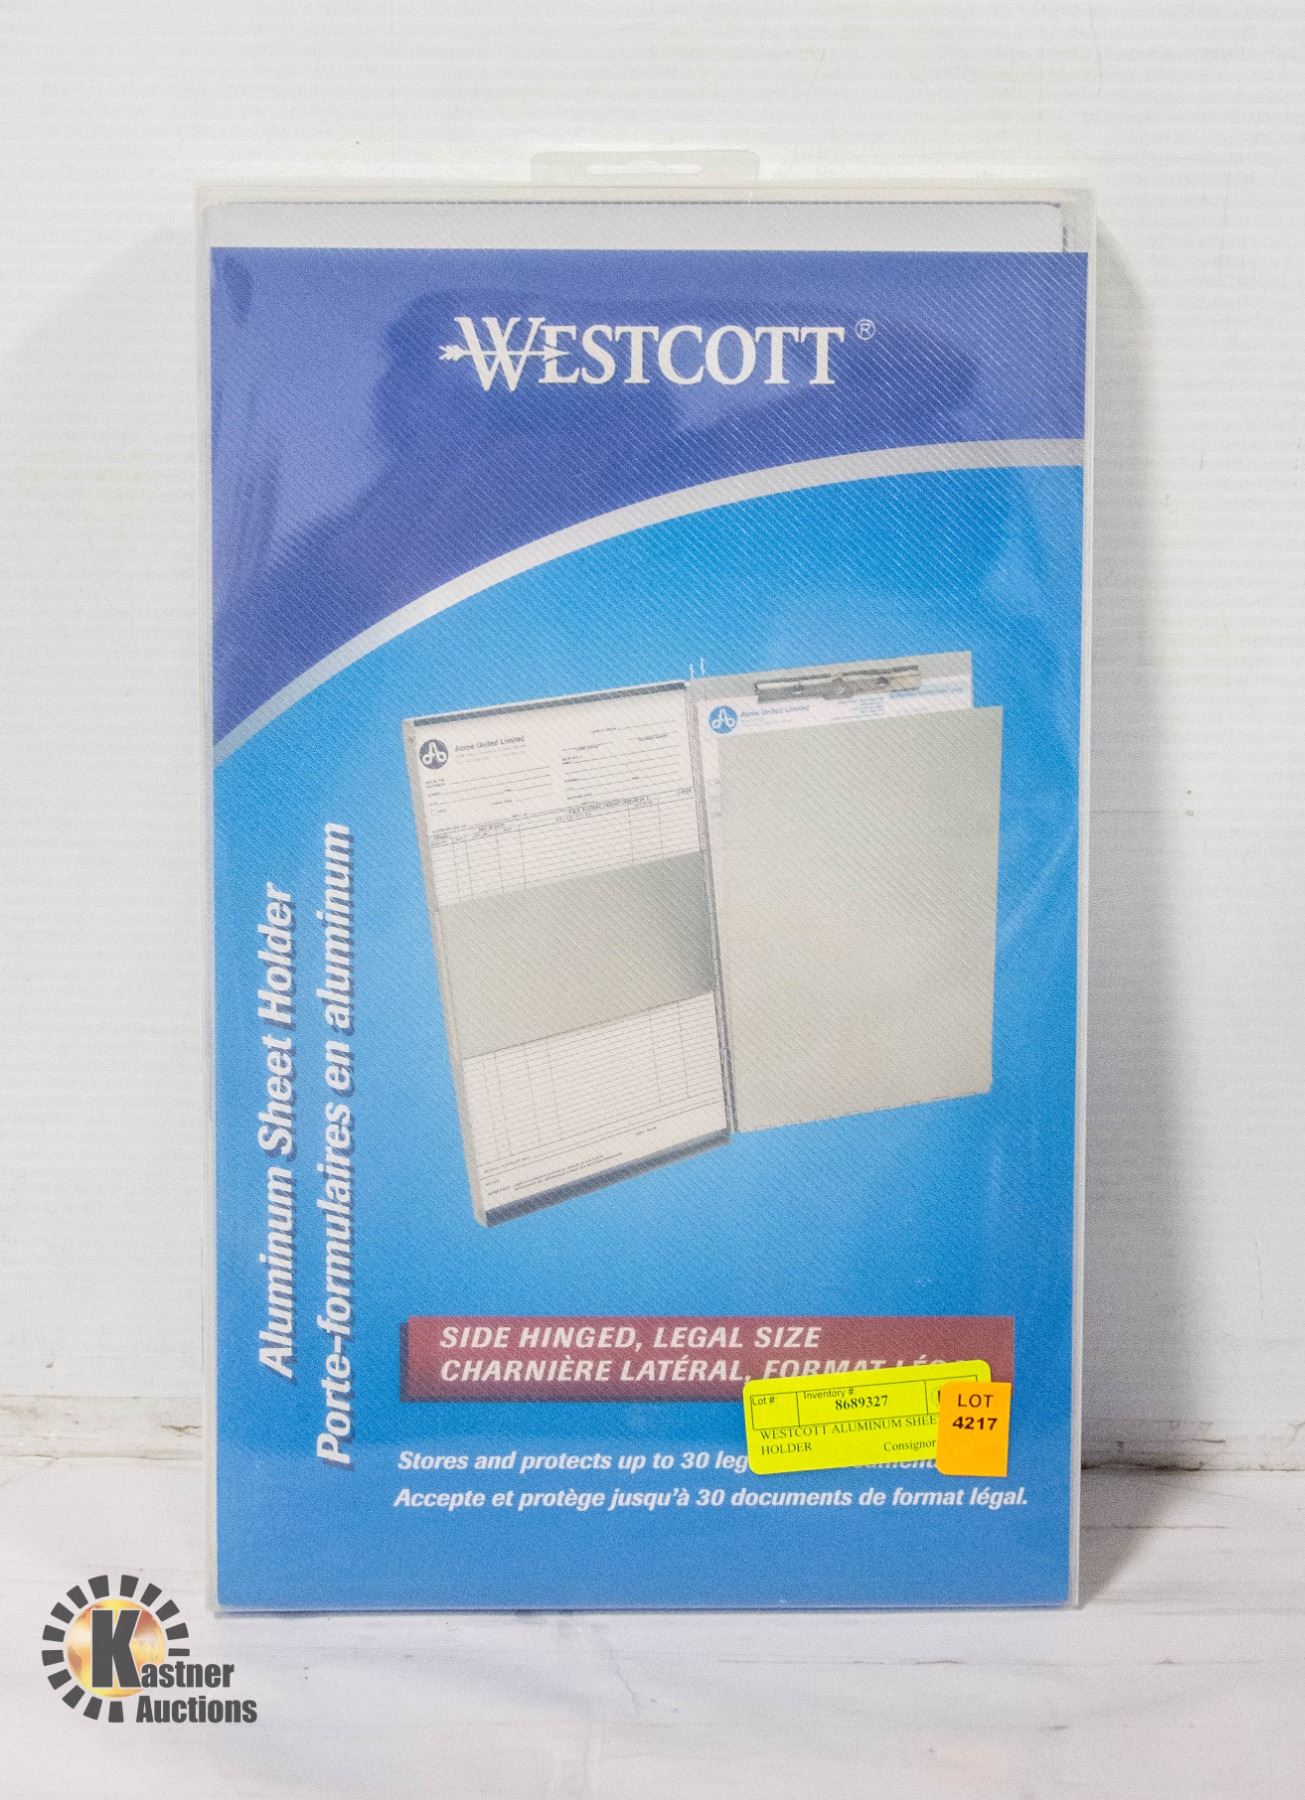 WESTCOTT®
Acme United Limited
Acme United Limited
Aluminum Sheet Holder
Porte-formulaires en aluminum
SIDE HINGED, LEGAL SIZE
CHARNIÈRE LATÉRAL, FORMAT
Lot #: Inventory #
8689327
WESTCOTT ALUMINUM SHEE
HOLDER Consignor
LOT
4217
Stores and protects up to 30 leg
Accepte et protège jusqu'à 30 documents de format légal.
Kastner
Auctions